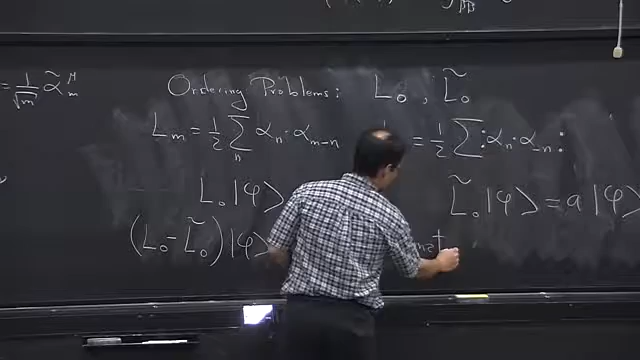 = 1/√m α̃_m^μ
Ordering Problems: L₀, L̃₀
L_m = 1/2 Σ_n α_n · α_{m-n}
= 1/2 Σ :α_n · α_{-n}:
L₀|φ⟩
L̃₀|φ⟩ = a|φ⟩
(L₀ - L̃₀)|φ⟩